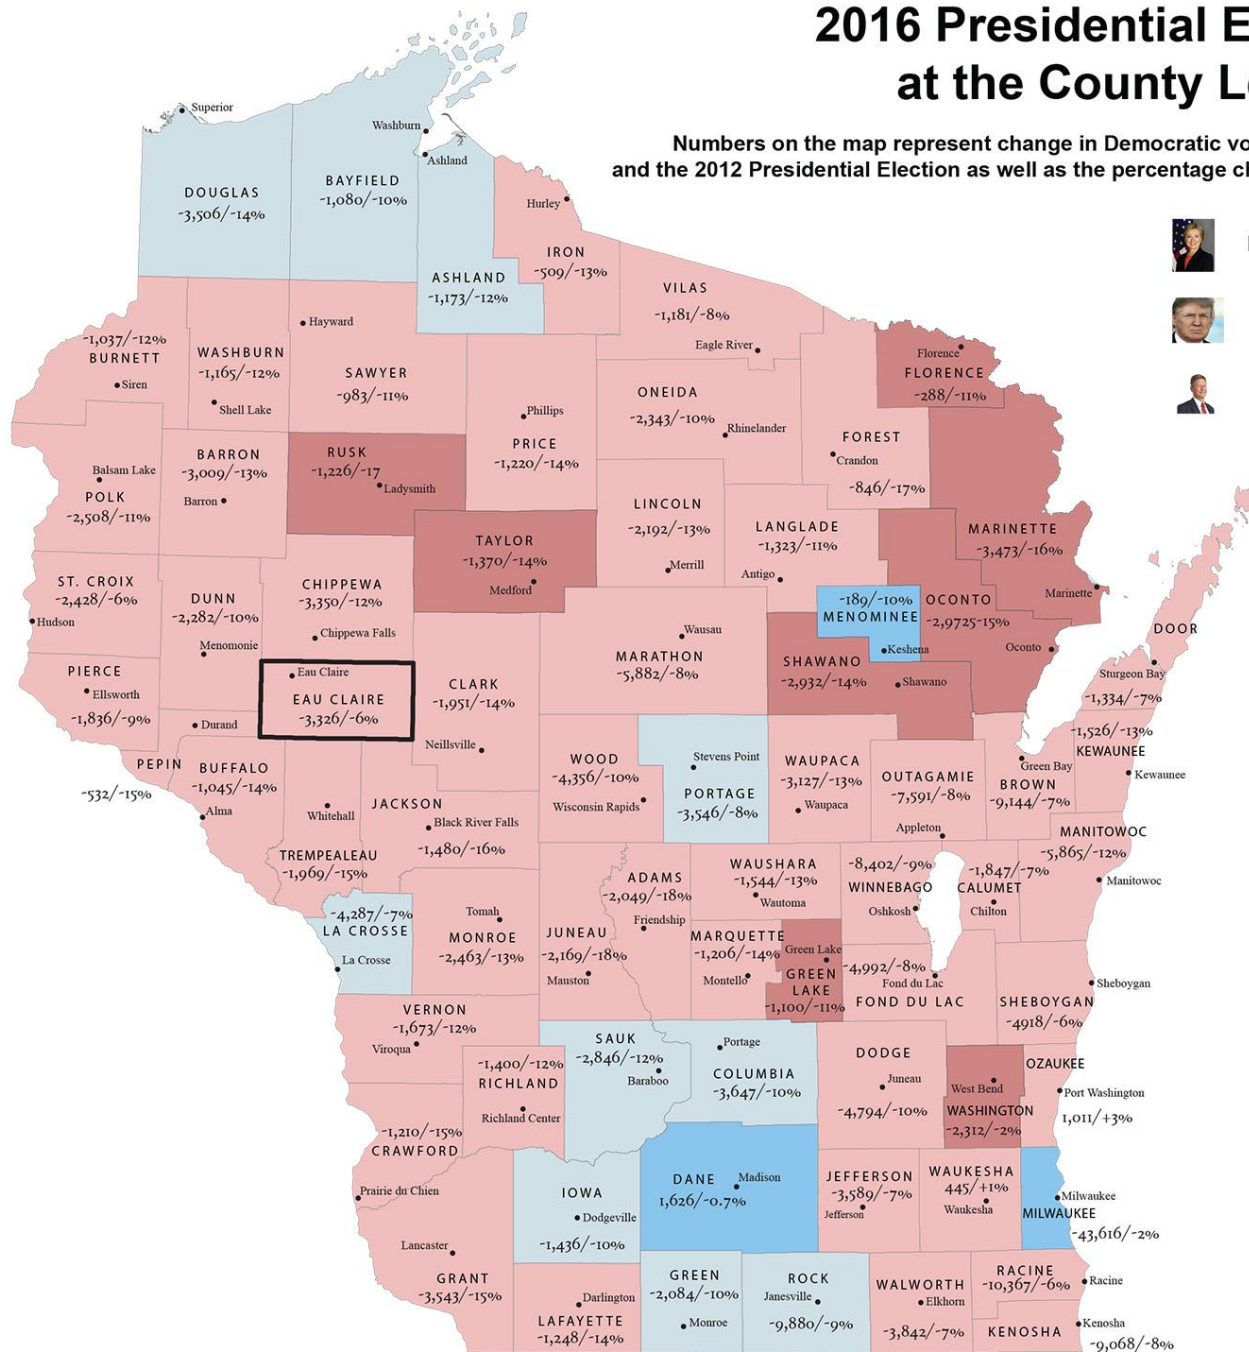 2016 Presidential E
at the County L
Numbers on the map represent change in Democratic vo
and the 2012 Presidential Election as well as the percentage c
Superior
Washburn
Ashland
DOUGLAS
-3,506/-14%
BAYFIELD
-1,080/-10%
ASHLAND
-1,173/-12%
Hurley
IRON
-509/-13%
VILAS
-1,181/-8%
Eagle River
-1,037/-12%
BURNETT
Siren
WASHBURN
-1,165/-12%
Shell Lake
Hayward
SAWYER
-983/-11%
Phillips
PRICE
-1,220/-14%
ONEIDA
-2,343/-10%
Rhinelander
FOREST
Crandon
-846/-17%
Florence
FLORENCE
-288/-11%
Balsam Lake
POLK
-2,508/-11%
BARRON
-3,009/-13%
Barron
RUSK
-1,226/-17
Ladysmith
TAYLOR
-1,370/-14%
Medford
LINCOLN
-2,192/-13%
Merrill
LANGLADE
-1,323/-11%
Antigo
MARINETTE
-3,473/-16%
Marinette
ST. CROIX
-2,428/-6%
Hudson
DUNN
-2,282/-10%
Menomonie
CHIPPEWA
-3,350/-12%
Chippewa Falls
-189/-10%
MENOMINEE
Keshena
OCONTO
-2,9725-15%
Oconto
DOOR
Sturgeon Bay
-1,334/-7%
PIERCE
Ellsworth
-1,836/-9%
Eau Claire
EAU CLAIRE
-3,326/-6%
CLARK
-1,951/-14%
Neillsville
Wausau
MARATHON
-5,882/-8%
SHAWANO
-2,932/-14%
Shawano
Durand
PEPIN
-532/-15%
BUFFALO
-1,045/-14%
Alma
Whitehall
TREMPEALEAU
-1,969/-15%
JACKSON
Black River Falls
-1,480/-16%
WOOD
-4,356/-10%
Wisconsin Rapids
Stevens Point
PORTAGE
-3,546/-8%
WAUPACA
-3,127/-13%
Waupaca
OUTAGAMIE
-7,591/-8%
Appleton
Green Bay
BROWN
-9,144/-7%
-1,526/-13%
KEWAUNEE
Kewaunee
MANITOWOC
-5,865/-12%
Manitowoc
-4,287/-7%
LA CROSSE
La Crosse
Tomah
MONROE
-2,463/-13%
JUNEAU
-2,169/-18%
Mauston
ADAMS
-2,049/-18%
Friendship
WAUSHARA
-1,544/-13%
Wautoma
-8,402/-9%
WINNEBAGO
Oshkosh
-1,847/-7%
CALUMET
Chilton
MARQUETTE
-1,206/-14%
Montello
Green Lake
GREEN
LAKE
-1,100/-11%
-4,992/-8%
Fond du Lac
FOND DU LAC
Sheboygan
SHEBOYGAN
-4918/-6%
VERNON
-1,673/-12%
Viroqua
-1,400/-12%
RICHLAND
Richland Center
SAUK
-2,846/-12%
Baraboo
Portage
COLUMBIA
-3,647/-10%
DODGE
Juneau
-4,794/-10%
West Bend
WASHINGTON
-2,312/-2%
OZAUKEE
Port Washington
1,011/+3%
-1,210/-15%
CRAWFORD
Prairie du Chien
IOWA
Dodgeville
-1,436/-10%
DANE
Madison
1,626/-0.7%
JEFFERSON
-3,589/-7%
Jefferson
WAUKESHA
445/+1%
Waukesha
Milwaukee
MILWAUKEE
-43,616/-2%
Lancaster
GRANT
-3,543/-15%
Darlington
LAFAYETTE
-1,248/-14%
GREEN
-2,084/-10%
Monroe
ROCK
Janesville
-9,880/-9%
WALWORTH
Elkhorn
-3,842/-7%
RACINE
-10,367/-6%
Racine
KENOSHA
Kenosha
-9,068/-8%